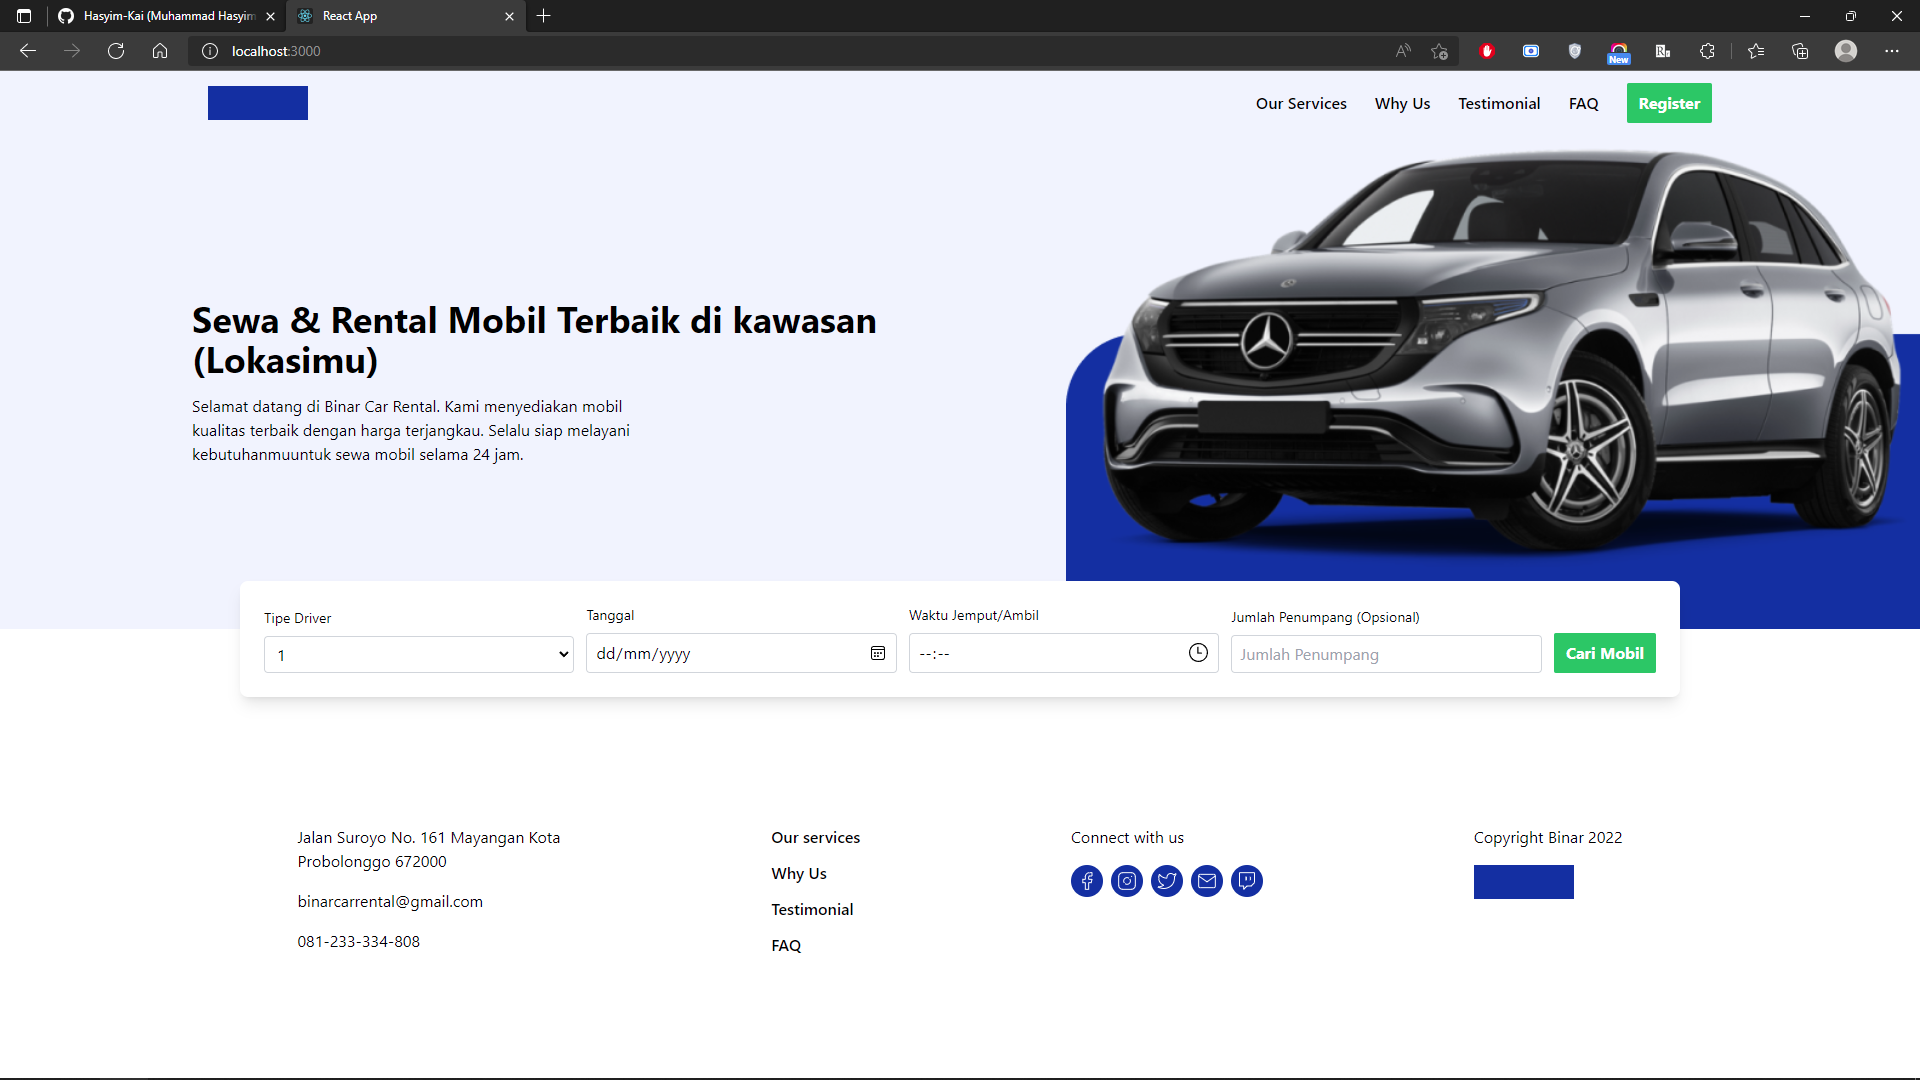 Hasyim-Kai (Muhammad Hasyim
React App
localhost:3000
New
Our Services
Why Us
Testimonial
FAQ
Register
Sewa & Rental Mobil Terbaik di kawasan
(Lokasimu)
Selamat datang di Binar Car Rental. Kami menyediakan mobil
kualitas terbaik dengan harga terjangkau. Selalu siap melayani
kebutuhanmuuntuk sewa mobil selama 24 jam.
Tipe Driver
1
Tanggal
dd/mm/yyyy
Waktu Jemput/Ambil
--:--
Jumlah Penumpang (Opsional)
Jumlah Penumpang
Cari Mobil
Jalan Suroyo No. 161 Mayangan Kota
Probolonggo 672000
binarcarrental@gmail.com
081-233-334-808
Our services
Why Us
Testimonial
FAQ
Connect with us
Copyright Binar 2022